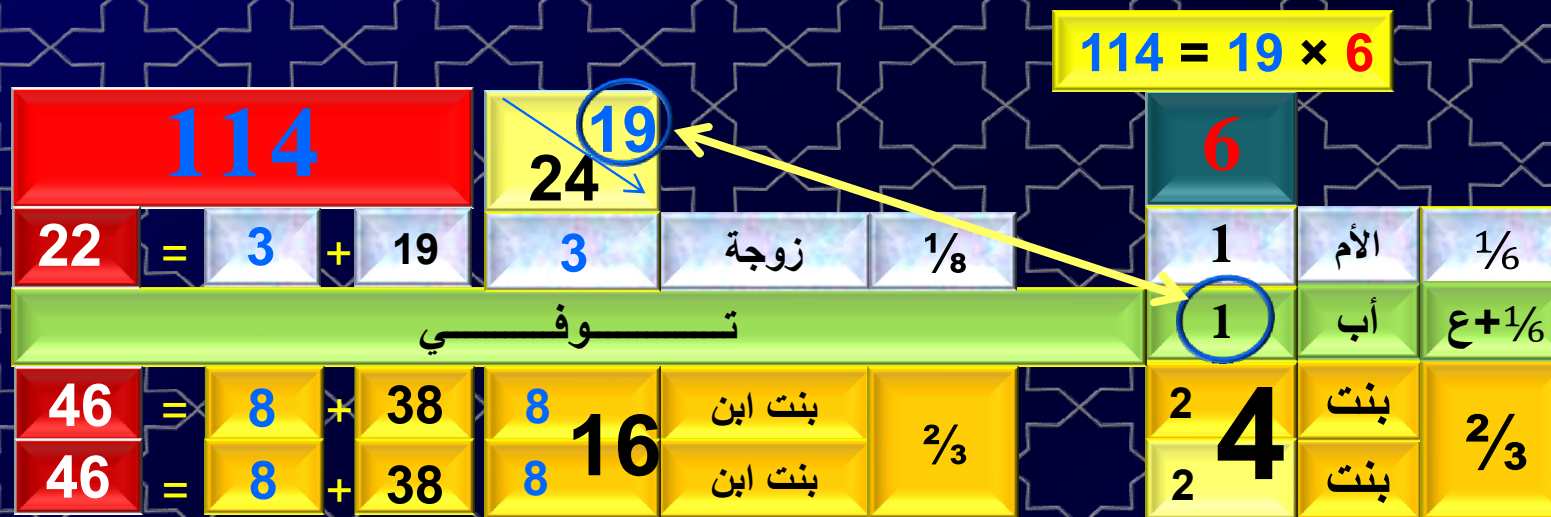 114 = 19 × 6
6 19 24 114
⅙ الأم 1 ⅛ زوجة 3 19 + 3 = 22
⅙+ع أب 1 تـــــــوفـــــــي
⅔ بنت 2 4 ⅔ بنت ابن 8 16 38 + 8 = 46
بنت 2 بنت ابن 8 38 + 8 = 46